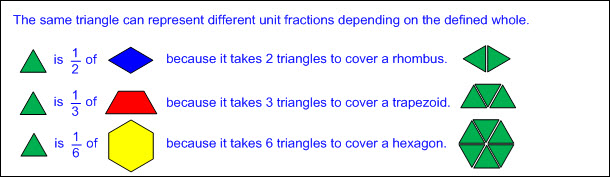 The same triangle can represent different unit fractions depending on the defined whole.
is 1/2 of because it takes 2 triangles to cover a rhombus.
is 1/3 of because it takes 3 triangles to cover a trapezoid.
is 1/6 of because it takes 6 triangles to cover a hexagon.